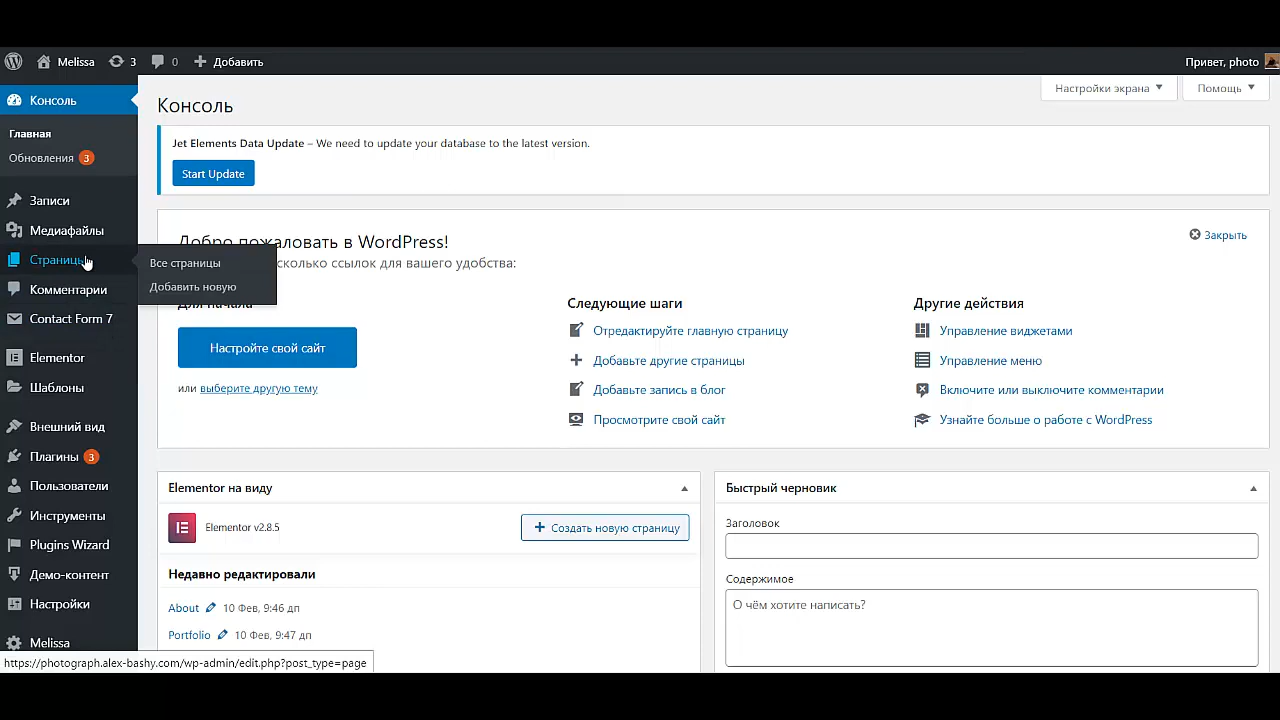 Melissa 3 0 Добавить Привет, photo
Настройки экрана Помощь
Консоль
Главная
Обновления 3
Записи
Медиафайлы
Страницы
Все страницы
Добавить новую
Комментарии
Contact Form 7
Elementor
Шаблоны
Внешний вид
Плагины 3
Пользователи
Инструменты
Plugins Wizard
Демо-контент
Настройки
Melissa
Консоль
Jet Elements Data Update – We need to update your database to the latest version.
Start Update
Добро пожаловать в WordPress!
Закрыть
сколько ссылок для вашего удобства:
Для начала
Настройте свой сайт
или выберите другую тему
Следующие шаги
Отредактируйте главную страницу
Добавьте другие страницы
Добавьте запись в блог
Просмотрите свой сайт
Другие действия
Управление виджетами
Управление меню
Включите или выключите комментарии
Узнайте больше о работе с WordPress
Elementor на виду
Elementor v2.8.5
+ Создать новую страницу
Недавно редактировали
About 10 Фев, 9:46 дп
Portfolio 10 Фев, 9:47 дп
Быстрый черновик
Заголовок
Содержимое
О чём хотите написать?
https://photograph.alex-bashy.com/wp-admin/edit.php?post_type=page